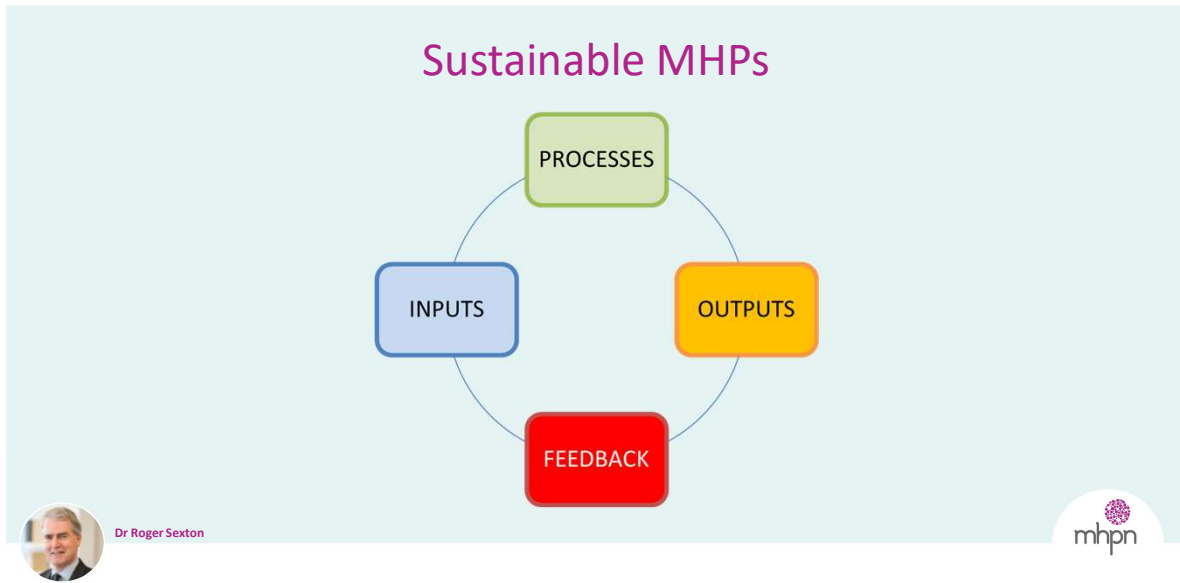 Sustainable MHPs
PROCESSES
INPUTS
OUTPUTS
FEEDBACK
Dr Roger Sexton
mhpn